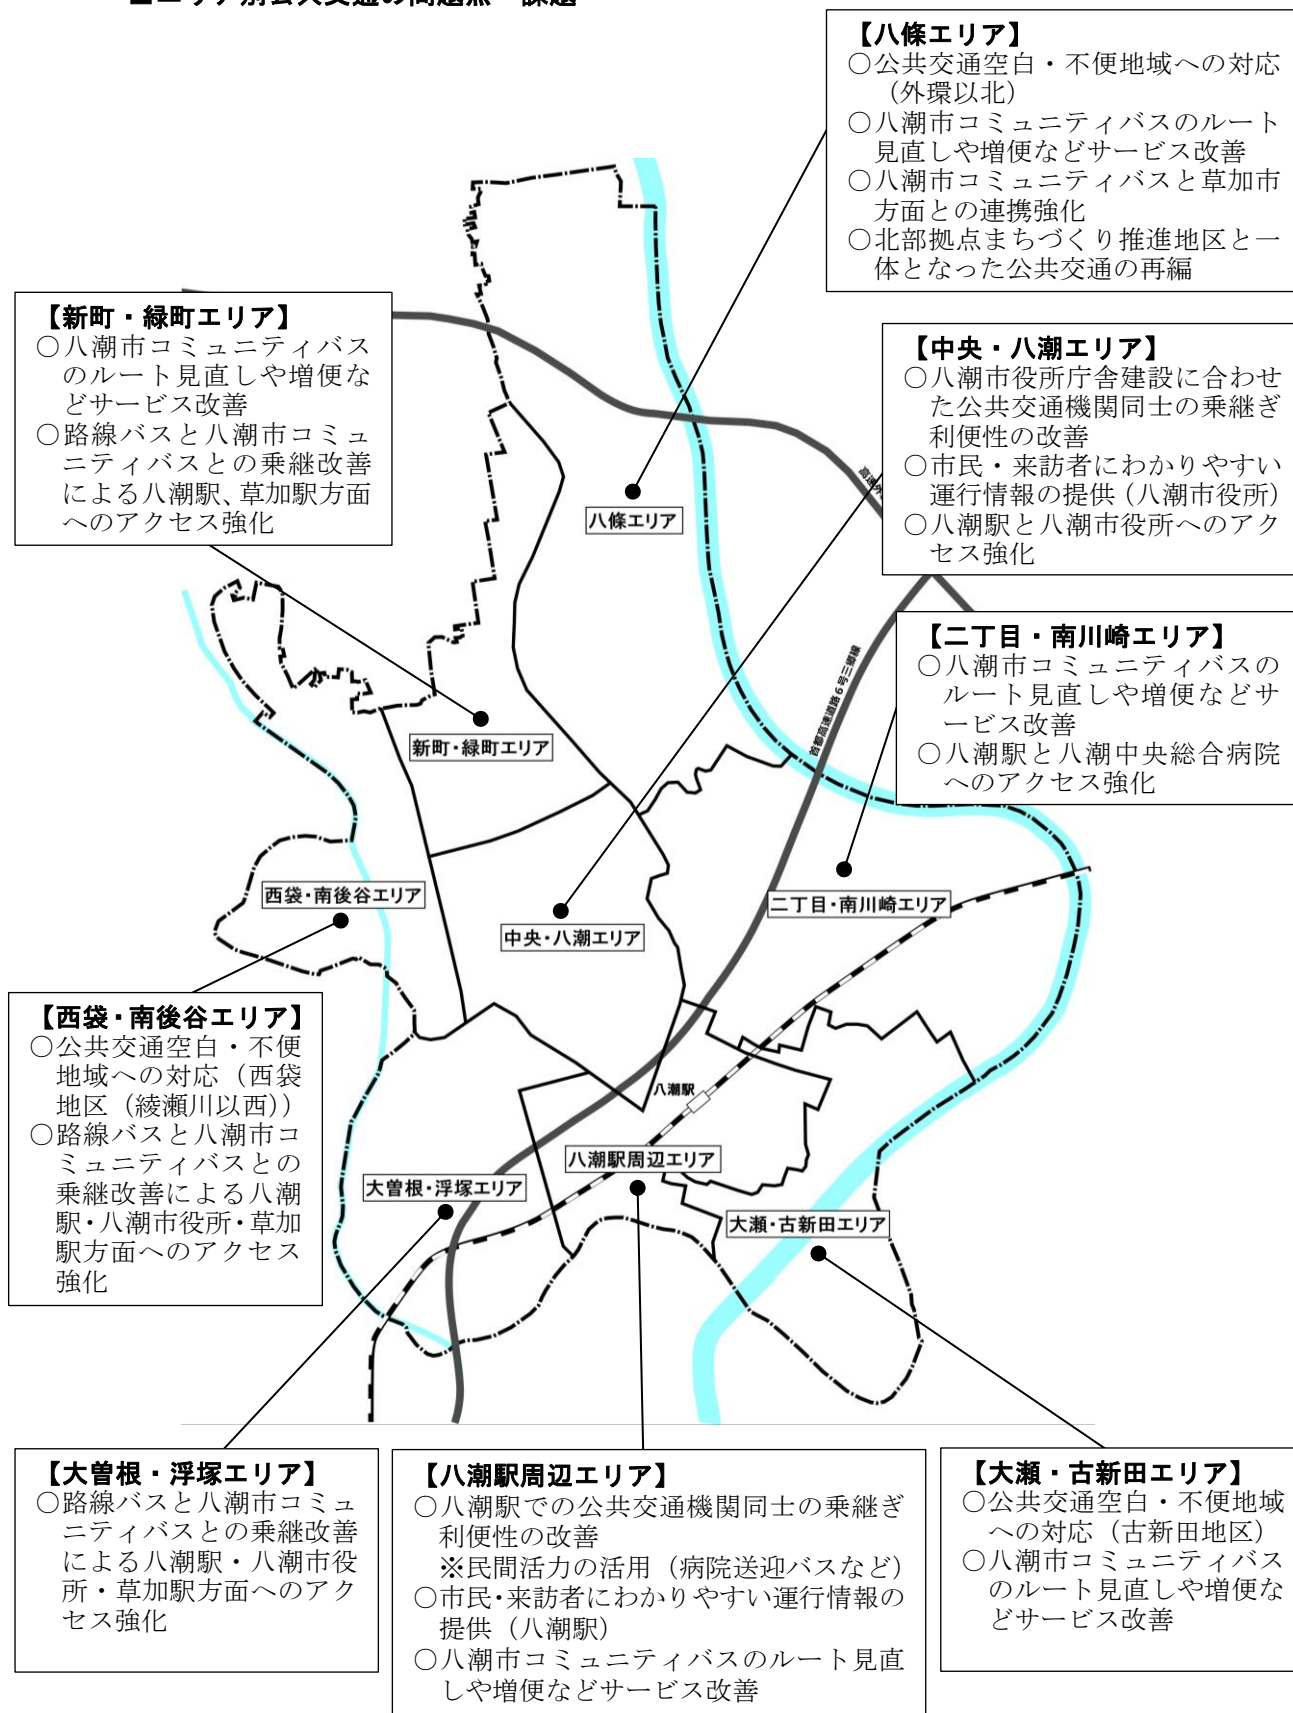 ■エリア別公共交通の問題点・課題
【八條エリア】
○公共交通空白・不便地域への対応
（外環以北）
○八潮市コミュニティバスのルート
見直しや増便などサービス改善
○八潮市コミュニティバスと草加市
方面との連携強化
○北部拠点まちづくり推進地区と一
体となった公共交通の再編
【新町・緑町エリア】
○八潮市コミュニティバス
のルート見直しや増便な
どサービス改善
○路線バスと八潮市コミュ
ニティバスとの乗継改善
による八潮駅、草加駅方面
へのアクセス強化
【中央・八潮エリア】
○八潮市役所庁舎建設に合わせ
た公共交通機関同士の乗継ぎ
利便性の改善
○市民・来訪者にわかりやすい
運行情報の提供（八潮市役所）
○八潮駅と八潮市役所へのアク
セス強化
高速外
八條エリア
【二丁目・南川崎エリア】
○八潮市コミュニティバスの
ルート見直しや増便などサ
ービス改善
○八潮駅と八潮中央総合病院
へのアクセス強化
首都高速道路6号三郷線
新町・緑町エリア
西袋・南後谷エリア
二丁目・南川崎エリア
中央・八潮エリア
【西袋・南後谷エリア】
○公共交通空白・不便
地域への対応（西袋
地区（綾瀬川以西））
○路線バスと八潮市コ
ミュニティバスとの
乗継改善による八潮
駅・八潮市役所・草加
駅方面へのアクセス
強化
八潮駅
八潮駅周辺エリア
大曽根・浮塚エリア
大瀬・古新田エリア
【大曽根・浮塚エリア】
○路線バスと八潮市コミュ
ニティバスとの乗継改善
による八潮駅・八潮市役
所・草加駅方面へのアク
セス強化
【八潮駅周辺エリア】
○八潮駅での公共交通機関同士の乗継ぎ
利便性の改善
※民間活力の活用（病院送迎バスなど）
○市民・来訪者にわかりやすい運行情報の
提供（八潮駅）
○八潮市コミュニティバスのルート見直
しや増便などサービス改善
【大瀬・古新田エリア】
○公共交通空白・不便地域
への対応（古新田地区）
○八潮市コミュニティバス
のルート見直しや増便な
どサービス改善